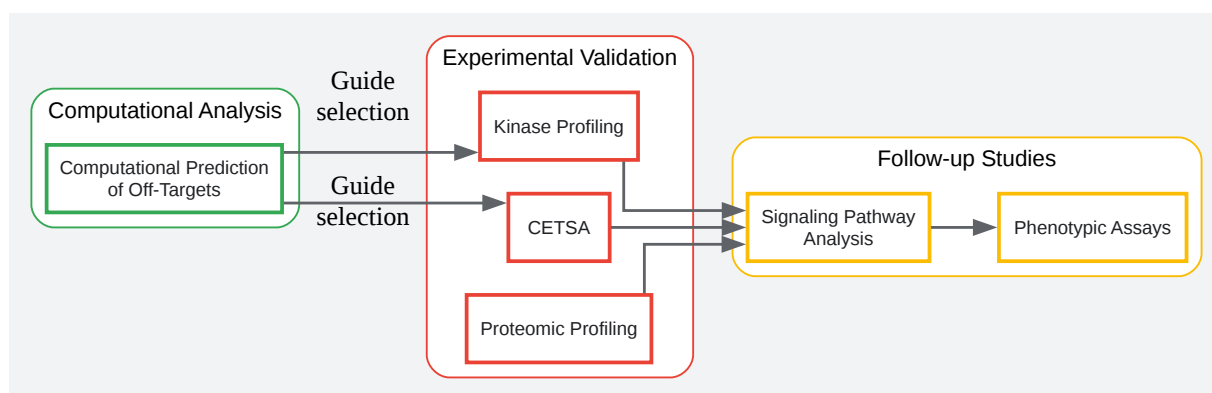 Computational Analysis
Computational Prediction
of Off-Targets
Guide
selection
Guide
selection
Experimental Validation
Kinase Profiling
CETSA
Proteomic Profiling
Follow-up Studies
Signaling Pathway
Analysis
Phenotypic Assays